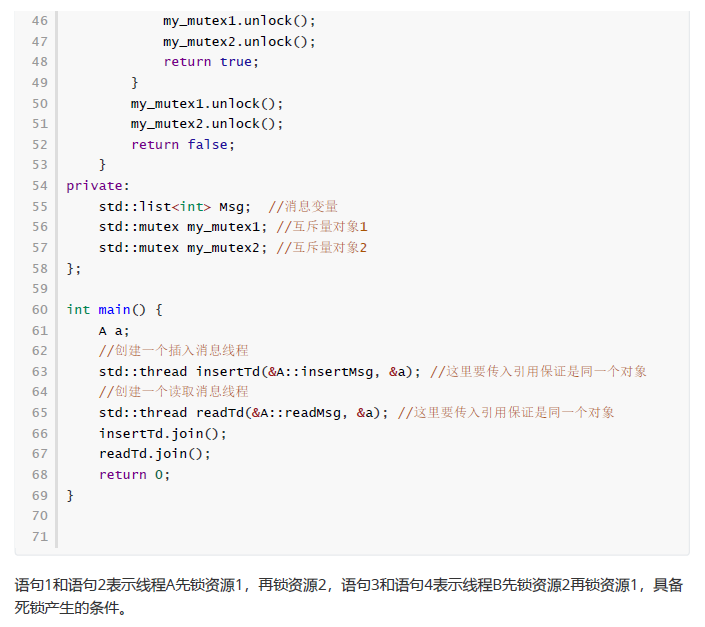 46 my_mutex1.unlock();
47 my_mutex2.unlock();
48 return true;
49 }
50 my_mutex1.unlock();
51 my_mutex2.unlock();
52 return false;
53 }
54 private:
55 std::list<int> Msg; //消息变量
56 std::mutex my_mutex1; //互斥量对象1
57 std::mutex my_mutex2; //互斥量对象2
58 };
59
60 int main() {
61 A a;
62 //创建一个插入消息线程
63 std::thread insertTd(&A::insertMsg, &a); //这里要传入引用保证是同一个对象
64 //创建一个读取消息线程
65 std::thread readTd(&A::readMsg, &a); //这里要传入引用保证是同一个对象
66 insertTd.join();
67 readTd.join();
68 return 0;
69 }
70
71
语句1和语句2表示线程A先锁资源1，再锁资源2，语句3和语句4表示线程B先锁资源2再锁资源1，具备
死锁产生的条件。